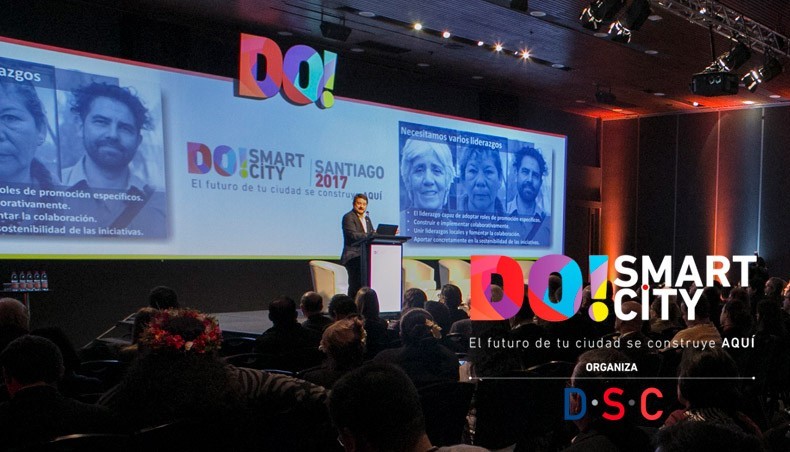 DO!
azgos
oles de promoción específicos.
orativamente.
ntar la colaboración.
sostenibilidad de las iniciativas.
DO! SMART CITY
SANTIAGO 2017
El futuro de tu ciudad se construye AQUÍ
Necesitamos varios liderazgos
• El liderazgo capaz de adoptar roles de promoción específicos.
• Construir e implementar colaborativamente.
• Unir liderazgos locales y fomentar la colaboración.
• Aportar concretamente en la sostenibilidad de las iniciativas.
DO! SMART CITY
El futuro de tu ciudad se construye AQUÍ
ORGANIZA
D·S·C